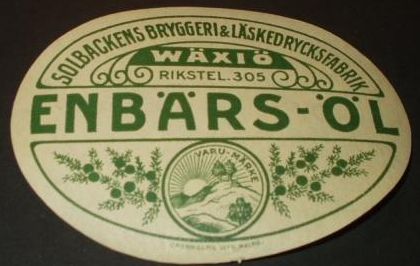 SOLBACKENS BRYGGERI & LÄSKEDRYCKSFABRIK
WÄXIÖ
RIKSTEL. 305
ENBÄRS-ÖL
VARU-MÄRKE